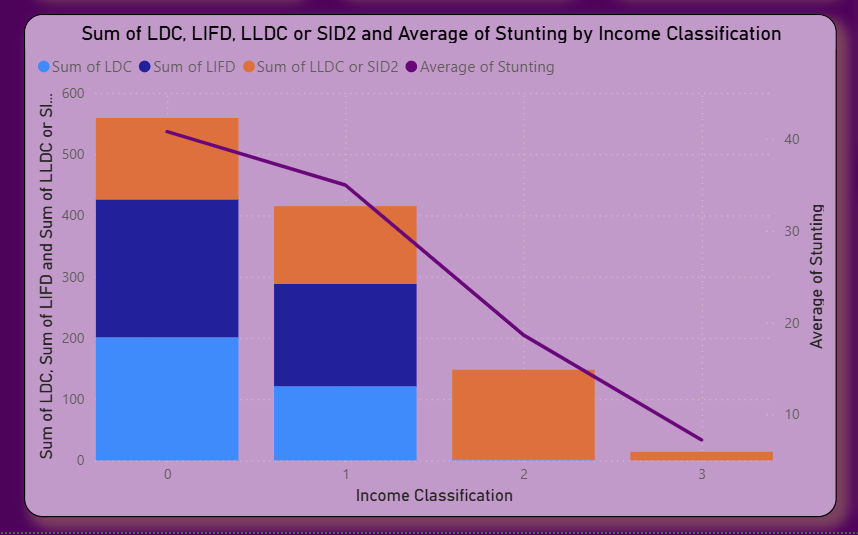 Sum of LDC, LIFD, LLDC or SID2 and Average of Stunting by Income Classification
Sum of LDC Sum of LIFD Sum of LLDC or SID2 Average of Stunting
Sum of LDC, Sum of LIFD and Sum of LLDC or SI...
600
500
400
300
200
100
0
40
30
20
10
Average of Stunting
0 1 2 3
Income Classification